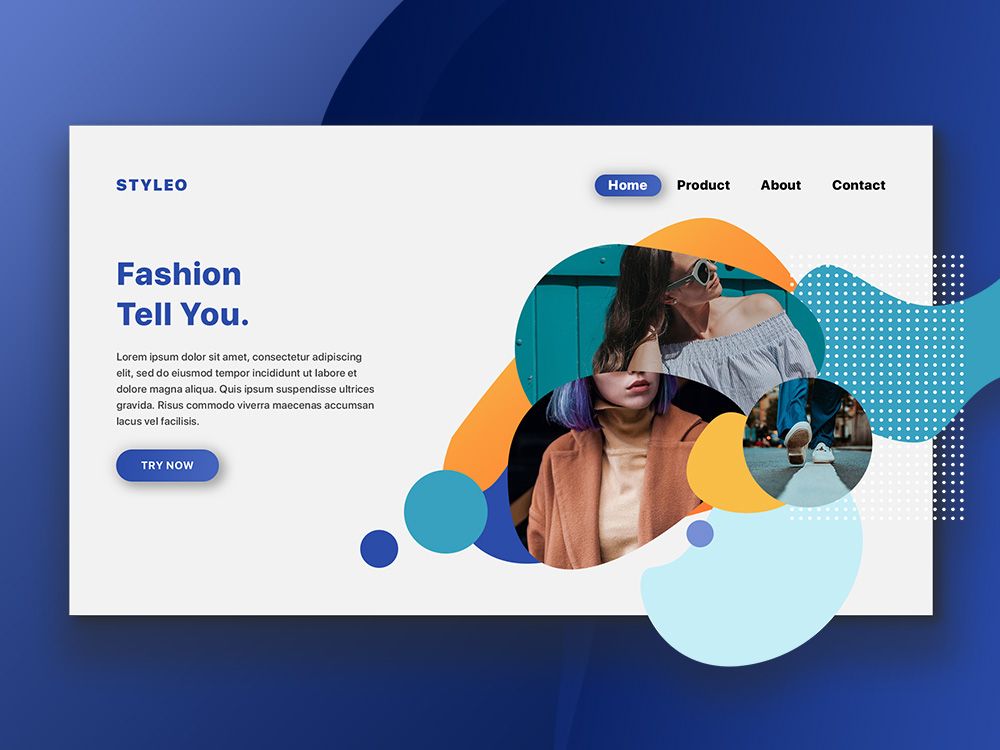 STYLEO
Home Product About Contact
Fashion
Tell You.
Lorem ipsum dolor sit amet, consectetur adipiscing
elit, sed do eiusmod tempor incididunt ut labore et
dolore magna aliqua. Quis ipsum suspendisse ultrices
gravida. Risus commodo viverra maecenas accumsan
lacus vel facilisis.
TRY NOW